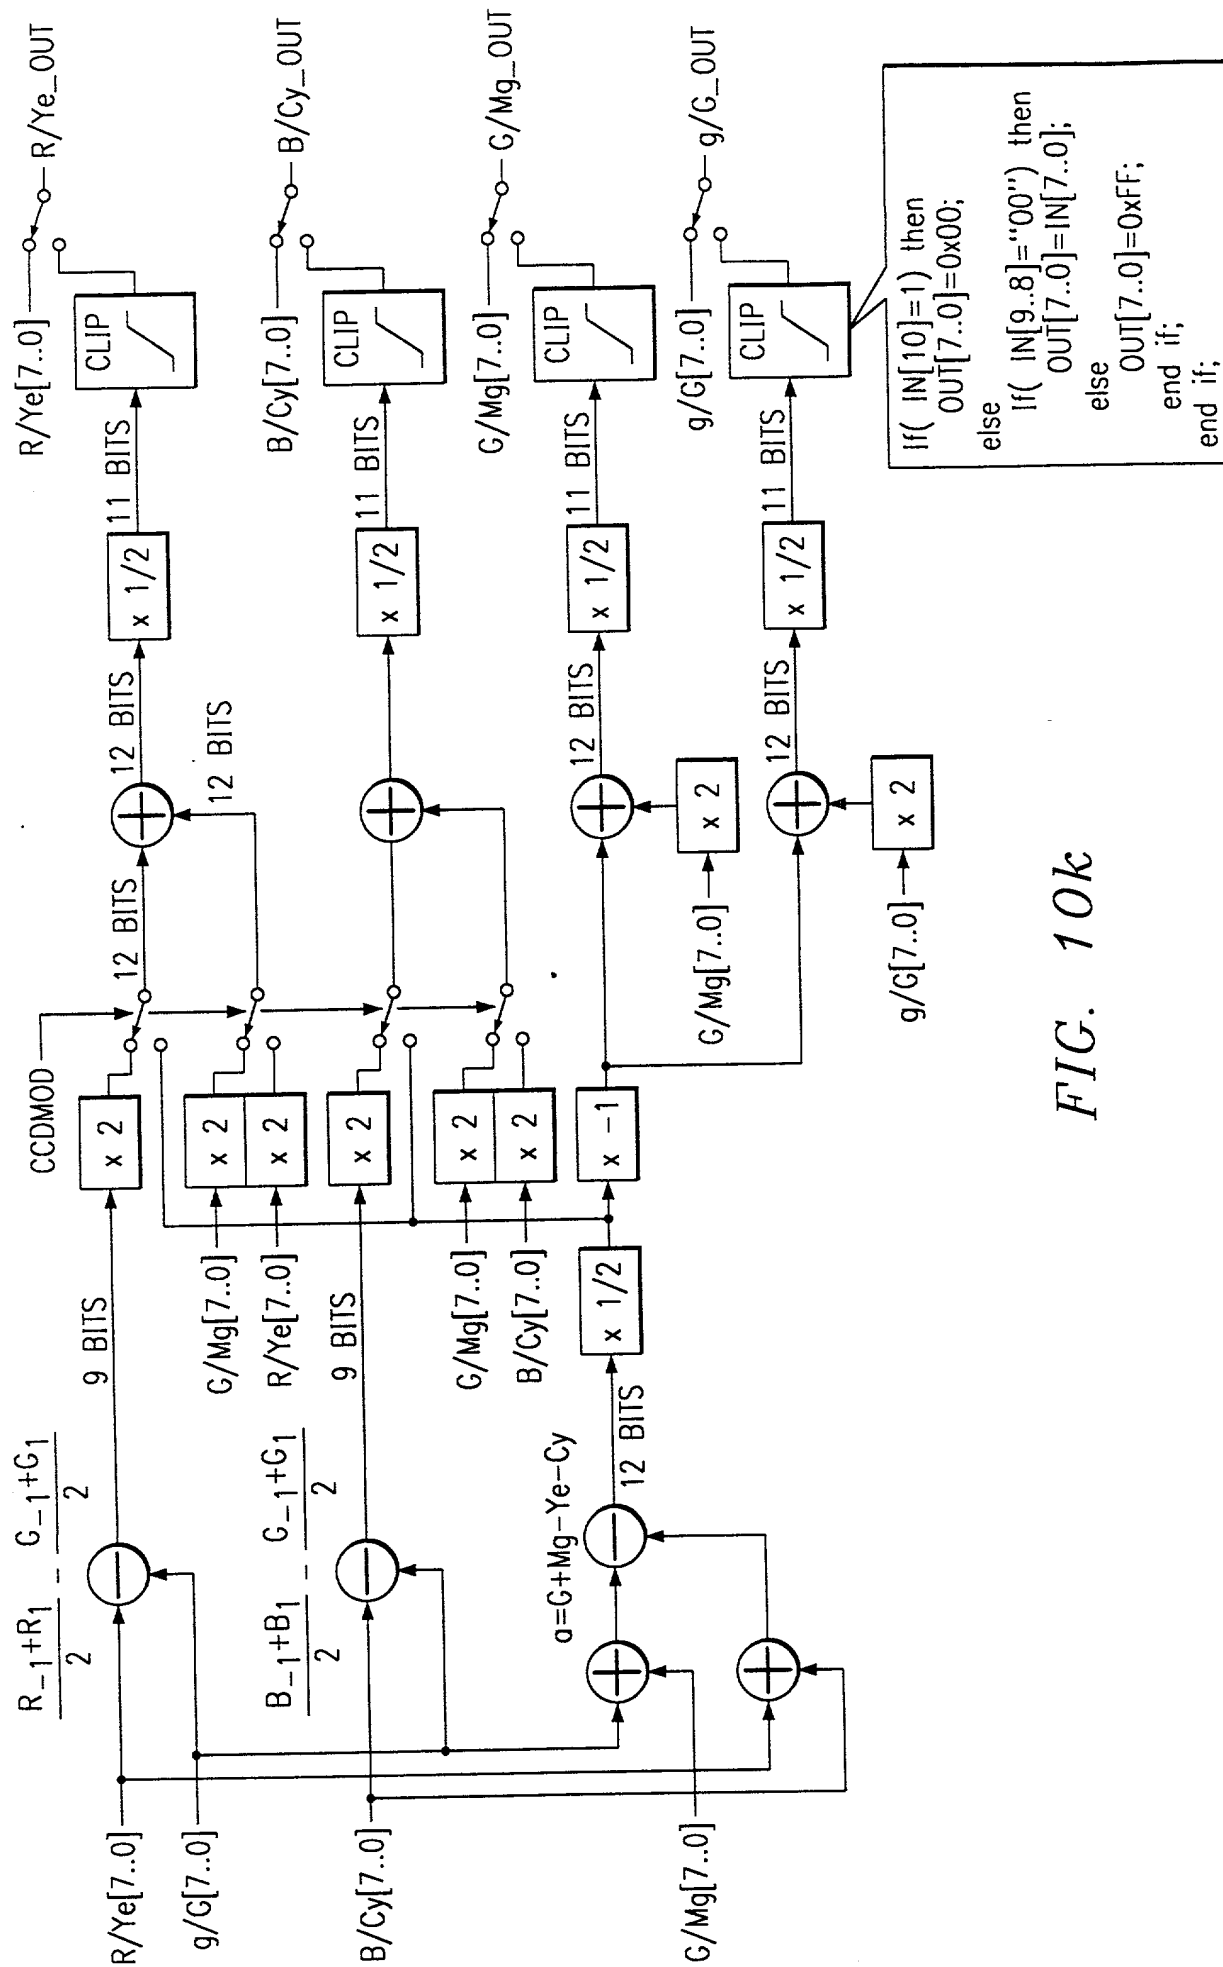 R/Ye[7..0]
g/G[7..0]
B/Cy[7..0]
G/Mg[7..0]
R_1+R1
2
-
G_1+G1
2
B_1+B1
2
-
G_1+G1
2
a=G+Mg-Ye-Cy
9 BITS
9 BITS
12 BITS
x 1/2
CCDMOD
x 2
G/Mg[7..0]
x 2
R/Ye[7..0]
x 2
x 2
G/Mg[7..0]
x 2
B/Cy[7..0]
x 2
x -1
12 BITS
12 BITS
12 BITS
G/Mg[7..0]
x 2
g/G[7..0]
x 2
12 BITS
12 BITS
x 1/2
x 1/2
x 1/2
x 1/2
11 BITS
11 BITS
11 BITS
11 BITS
CLIP
CLIP
CLIP
CLIP
R/Ye[7..0]
R/Ye_OUT
B/Cy[7..0]
B/Cy_OUT
G/Mg[7..0]
G/Mg_OUT
g/G[7..0]
g/G_OUT
If( IN[10]=1) then
OUT[7..0]=0x00;
else
If( IN[9..8]="00") then
OUT[7..0]=IN[7..0];
else
OUT[7..0]=0xFF;
end if;
end if;
FIG. 10k